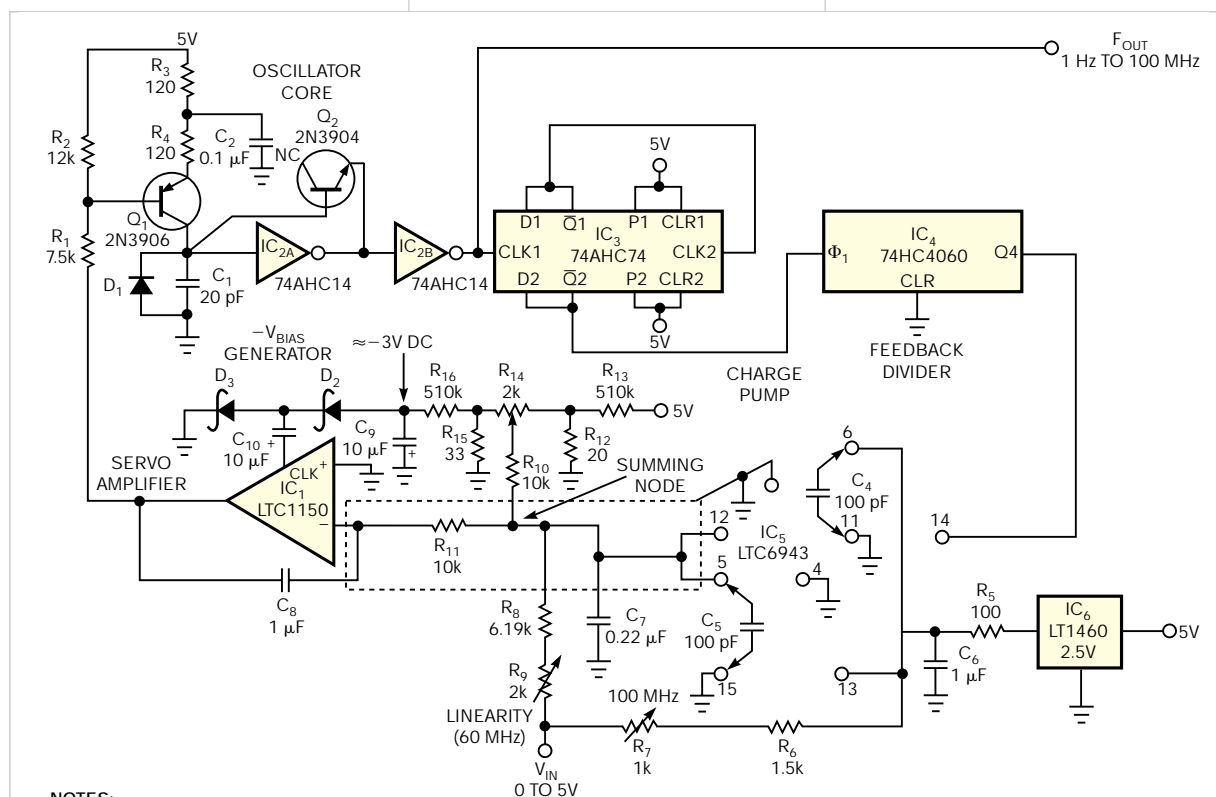 5V
R3
120
OSCILLATOR
CORE
Q2
2N3904
FOUT
1 Hz TO 100 MHz
R2
12k
R4
120
C2
0.1 µF
NC
5V
Q1
2N3906
R1
7.5k
D1
C1
20 pF
IC2A
74AHC14
IC2B
74AHC14
D1
Q̅1
P1
CLR1
CLK1
IC3
74AHC74
CLK2
D2
Q̅2
P2
CLR2
5V
IC4
74HC4060
Φ1
Q4
CLR
FEEDBACK
DIVIDER
CHARGE
PUMP
−VBIAS
GENERATOR
≈−3V DC
D3
D2
R16
510k
R14
2k
R13
510k
5V
C10
10 µF
+
C9
10 µF
+
R15
33
R12
20
R10
10k
SUMMING
NODE
SERVO
AMPLIFIER
CLK
+
IC1
LTC1150
−
R11
10k
C8
1 µF
12
5
IC5
LTC6943
4
6
C4
100 pF
11
14
R8
6.19k
C7
0.22 µF
C5
100 pF
15
13
R5
100
IC6
LT1460
2.5V
5V
C6
1 µF
R9
2k
LINEARITY
(60 MHz)
100 MHz
R7
1k
R6
1.5k
VIN
0 TO 5V
NOTES: